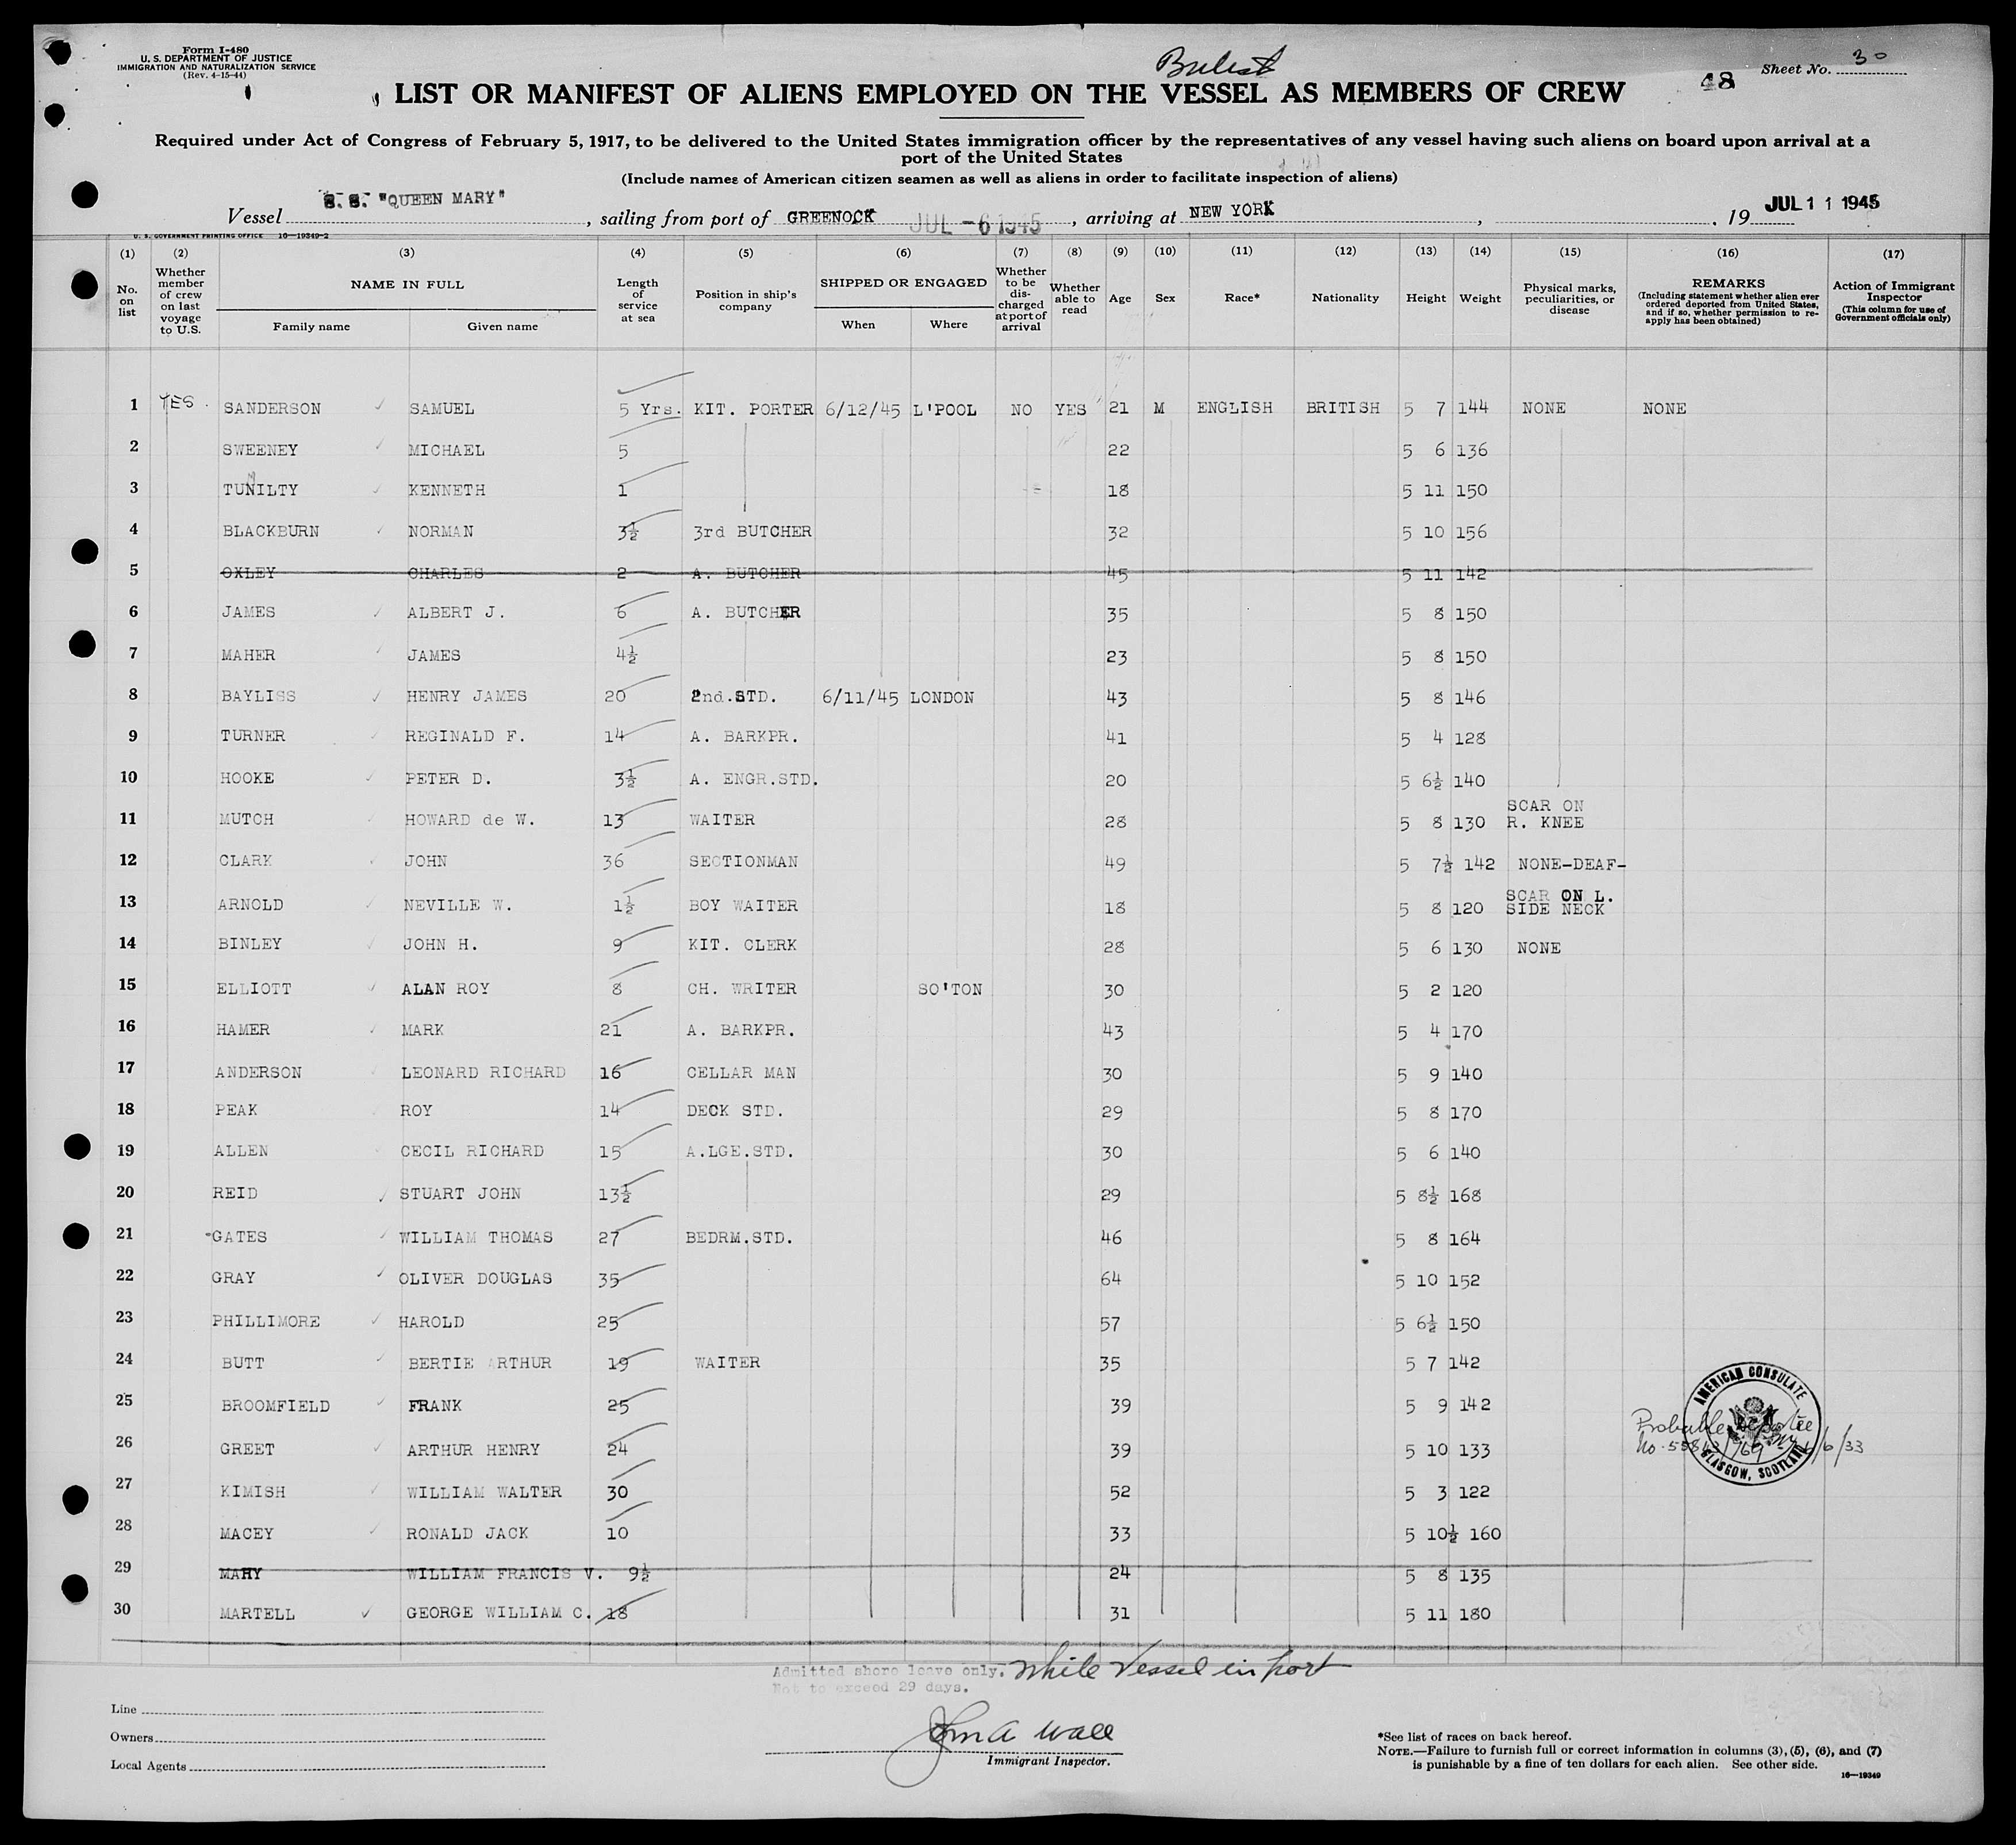 Form I-480
U. S. DEPARTMENT OF JUSTICE
IMMIGRATION AND NATURALIZATION SERVICE
(Rev. 4-15-44)
48
Sheet No. 30
LIST OR MANIFEST OF ALIENS EMPLOYED ON THE VESSEL AS MEMBERS OF CREW
Required under Act of Congress of February 5, 1917, to be delivered to the United States immigration officer by the representatives of any vessel having such aliens on board upon arrival at a
port of the United States
(Include names of American citizen seamen as well as aliens in order to facilitate inspection of aliens)
Vessel S. S. "QUEEN MARY", sailing from port of GREENOCK JUL -6 1945, arriving at NEW YORK, , 19 JUL 11 1945
U. S. GOVERNMENT PRINTING OFFICE 16—19349-2
(1) (2) (3) (4) (5) (6) (7) (8) (9) (10) (11) (12) (13) (14) (15) (16) (17)
No. on list
Whether member of crew on last voyage to U.S.
NAME IN FULL
Family name
Given name
Length of service at sea
Position in ship's company
SHIPPED OR ENGAGED
When
Where
Whether to be discharged at port of arrival
Whether able to read
Age
Sex
Race*
Nationality
Height
Weight
Physical marks, peculiarities, or disease
REMARKS
(Including statement whether alien ever ordered deported from United States, and if so, whether permission to re-apply has been obtained)
Action of Immigrant Inspector
(This column for use of Government officials only)
1 YES SANDERSON SAMUEL 5 Yrs. KIT. PORTER 6/12/45 L'POOL NO YES 21 M ENGLISH BRITISH 5 7 144 NONE NONE
2 SWEENEY MICHAEL 5 22 5 6 136
3 TUNILTY KENNETH 1 18 5 11 150
4 BLACKBURN NORMAN 3½ 3rd BUTCHER 32 5 10 156
5 OXLEY CHARLES 2 A. BUTCHER 45 5 11 142
6 JAMES ALBERT J. 6 A. BUTCHER 35 5 8 150
7 MAHER JAMES 4½ 23 5 8 150
8 BAYLISS HENRY JAMES 20 2nd.STD. 6/11/45 LONDON 43 5 8 146
9 TURNER REGINALD F. 14 A. BARKPR. 41 5 4 128
10 HOOKE PETER D. 3½ A. ENGR.STD. 20 5 6½ 140
11 MUTCH HOWARD de W. 13 WAITER 28 5 8 130 SCAR ON R. KNEE
12 CLARK JOHN 36 SECTIONMAN 49 5 7½ 142 NONE-DEAF-
13 ARNOLD NEVILLE W. 1½ BOY WAITER 18 5 8 120 SCAR ON L. SIDE NECK
14 BINLEY JOHN H. 9 KIT. CLERK 28 5 6 130 NONE
15 ELLIOTT ALAN ROY 8 CH. WRITER SO'TON 30 5 2 120
16 HAMER MARK 21 A. BARKPR. 43 5 4 170
17 ANDERSON LEONARD RICHARD 16 CELLAR MAN 30 5 9 140
18 PEAK ROY 14 DECK STD. 29 5 8 170
19 ALLEN CECIL RICHARD 15 A.LGE.STD. 30 5 6 140
20 REID STUART JOHN 13½ 29 5 8½ 168
21 GATES WILLIAM THOMAS 27 BEDRM.STD. 46 5 8 164
22 GRAY OLIVER DOUGLAS 35 64 5 10 152
23 PHILLIMORE HAROLD 25 57 5 6½ 150
24 BUTT BERTIE ARTHUR 19 WAITER 35 5 7 142
25 BROOMFIELD FRANK 25 39 5 9 142
26 GREET ARTHUR HENRY 24 39 5 10 133
Probable Deportee
AMERICAN CONSULATE
GLASGOW, SCOTLAND
27 KIMISH WILLIAM WALTER 30 52 5 3 122
28 MACEY RONALD JACK 10 33 5 10½ 160
29 MARY WILLIAM FRANCIS V. 9½ 24 5 8 135
30 MARTELL GEORGE WILLIAM C. 18 31 5 11 180
Admitted shore leave only. While Vessel in port
Not to exceed 29 days.
Line
Owners
Local Agents
John A Wall
Immigrant Inspector.
*See list of races on back hereof.
NOTE.—Failure to furnish full or correct information in columns (3), (5), (6), and (7)
is punishable by a fine of ten dollars for each alien. See other side.
16—19349